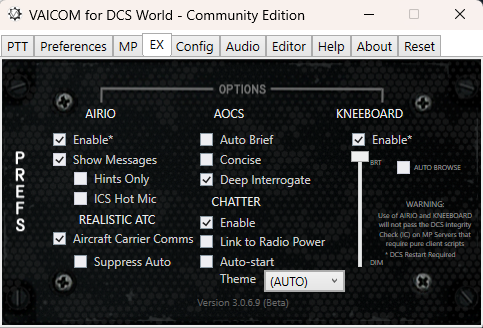 VAICOM for DCS World - Community Edition
PTT Preferences MP EX Config Audio Editor Help About Reset
OPTIONS
PREFS
AIRIO
Enable*
Show Messages
Hints Only
ICS Hot Mic
REALISTIC ATC
Aircraft Carrier Comms
Suppress Auto
AOCS
Auto Brief
Concise
Deep Interrogate
CHATTER
Enable
Link to Radio Power
Auto-start
Theme (AUTO)
KNEEBOARD
Enable*
BRT
AUTO BROWSE
WARNING:
Use of AIRIO and KNEEBOARD
will not pass the DCS integrity
Check (IC) on MP Servers that
require pure client scripts
* DCS Restart Required
DIM
Version 3.0.6.9 (Beta)